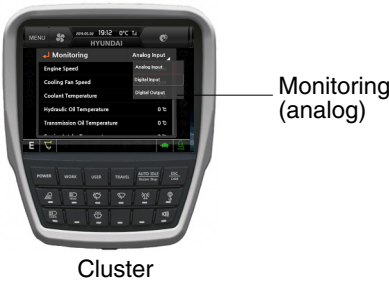 MENU 19:12 0°C
HYUNDAI
Monitoring Analog Input
Engine Speed Analog Input
Cooling Fan Speed Digital Input
Coolant Temperature Digital Output
Hydraulic Oil Temperature 0 ℃
Transmission Oil Temperature 0 ℃
E
POWER WORK USER TRAVEL AUTO IDLE ESC
Monitoring
(analog)
Cluster